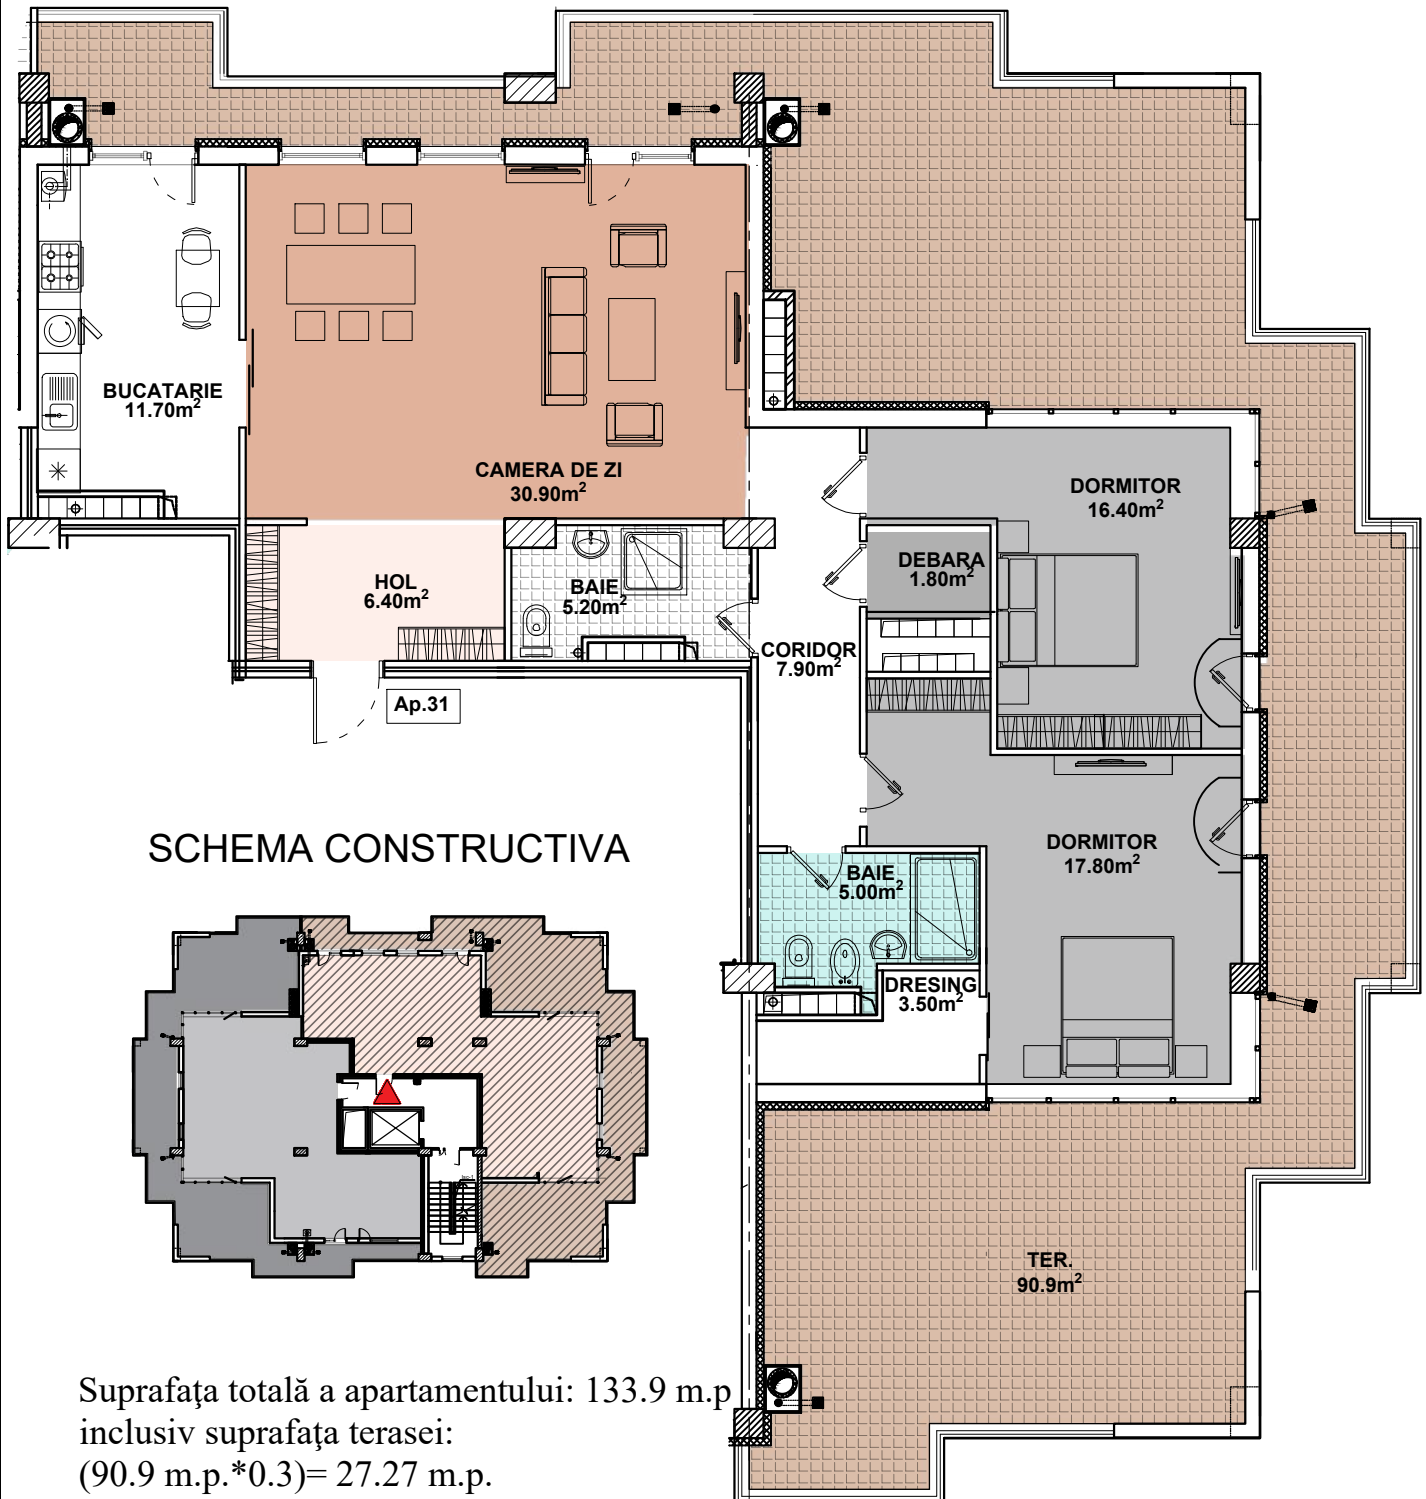 BUCATARIE
11.70m²
CAMERA DE ZI
30.90m²
DORMITOR
16.40m²
DEBARA
1.80m²
HOL
6.40m²
BAIE
5.20m²
CORIDOR
7.90m²
Ap.31
SCHEMA CONSTRUCTIVA
DORMITOR
17.80m²
BAIE
5.00m²
DRESING
3.50m²
TER.
90.9m²
Suprafaţa totală a apartamentului: 133.9 m.p
inclusiv suprafaţa terasei:
(90.9 m.p.*0.3)= 27.27 m.p.